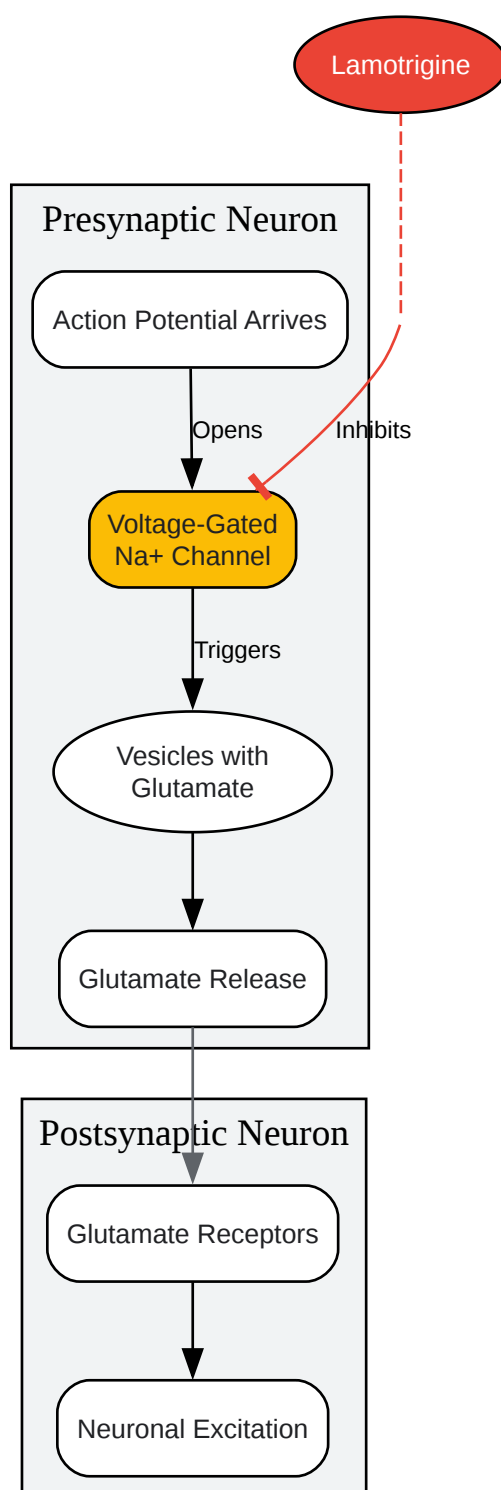 Lamotrigine
Presynaptic Neuron
Action Potential Arrives
Opens
Inhibits
Voltage-Gated
Na+ Channel
Triggers
Vesicles with
Glutamate
Glutamate Release
Postsynaptic Neuron
Glutamate Receptors
Neuronal Excitation